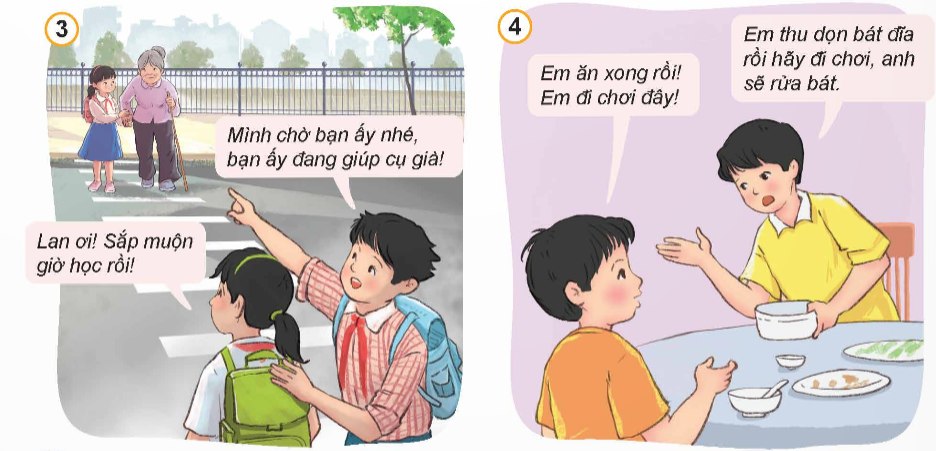 3
Mình chờ bạn ấy nhé,
bạn ấy đang giúp cụ già!
Lan ơi! Sắp muộn
giờ học rồi!
4
Em ăn xong rồi!
Em đi chơi đây!
Em thu dọn bát đĩa
rồi hãy đi chơi, anh
sẽ rửa bát.